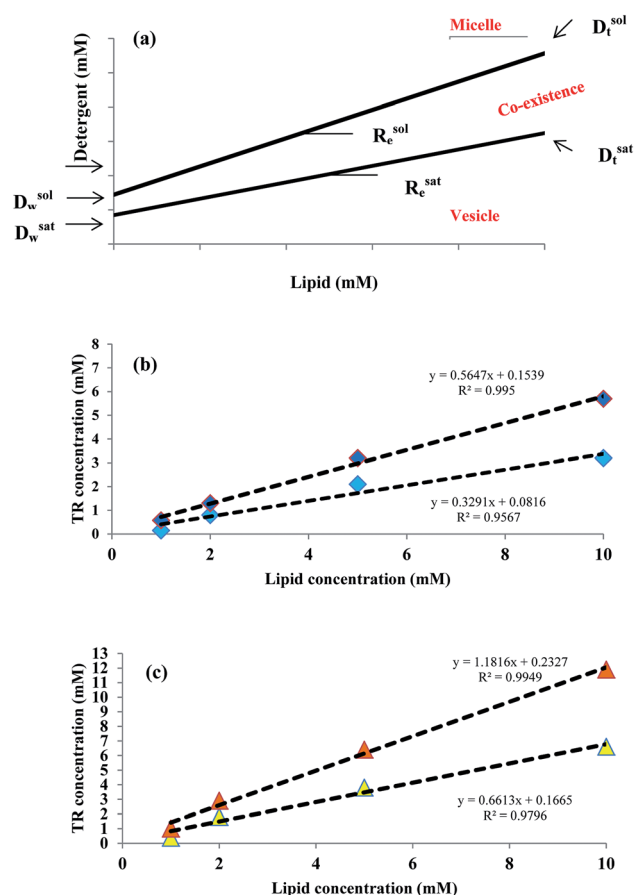 (a)
Micelle
D_t^sol
Detergent (mM)
Co-existence
R_e^sol
D_t^sat
R_e^sat
D_w^sol
Vesicle
D_w^sat
Lipid (mM)
(b)
8
7
6
5
4
3
2
1
0
TR concentration (mM)
y = 0.5647x + 0.1539
R² = 0.995
y = 0.3291x + 0.0816
R² = 0.9567
0 2 4 6 8 10
Lipid concentration (mM)
(c)
13
12
11
10
9
8
7
6
5
4
3
2
1
0
TR concentration (mM)
y = 1.1816x + 0.2327
R² = 0.9949
y = 0.6613x + 0.1665
R² = 0.9796
0 2 4 6 8 10
Lipid concentration (mM)